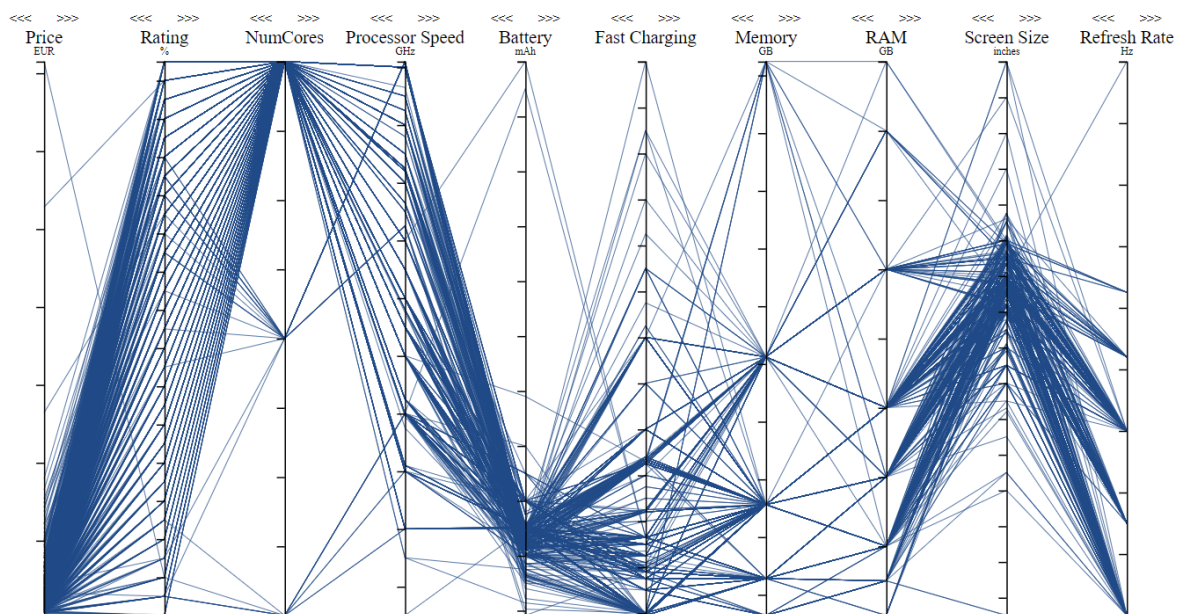 <<< >>> <<< >>> <<< >>> <<< >>> <<< >>> <<< >>> <<< >>> <<< >>> <<< >>> <<< >>>
Price Rating NumCores Processor Speed Battery Fast Charging Memory RAM Screen Size Refresh Rate
EUR % GHz mAh GB GB inches Hz